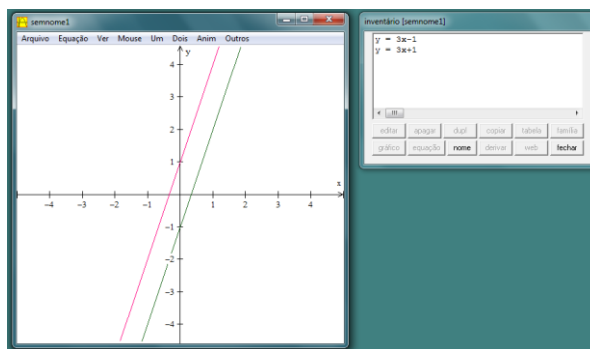 semnome1
Arquivo Equação Ver Mouse Um Dois Anim Outros
y
4
3
2
1
x
-4 -3 -2 -1 1 2 3 4
-1
-2
-3
-4
inventário [semnome1]
y = 3x-1
y = 3x+1
editar apagar dupl copiar tabela família
gráfico equação nome derivar web fechar